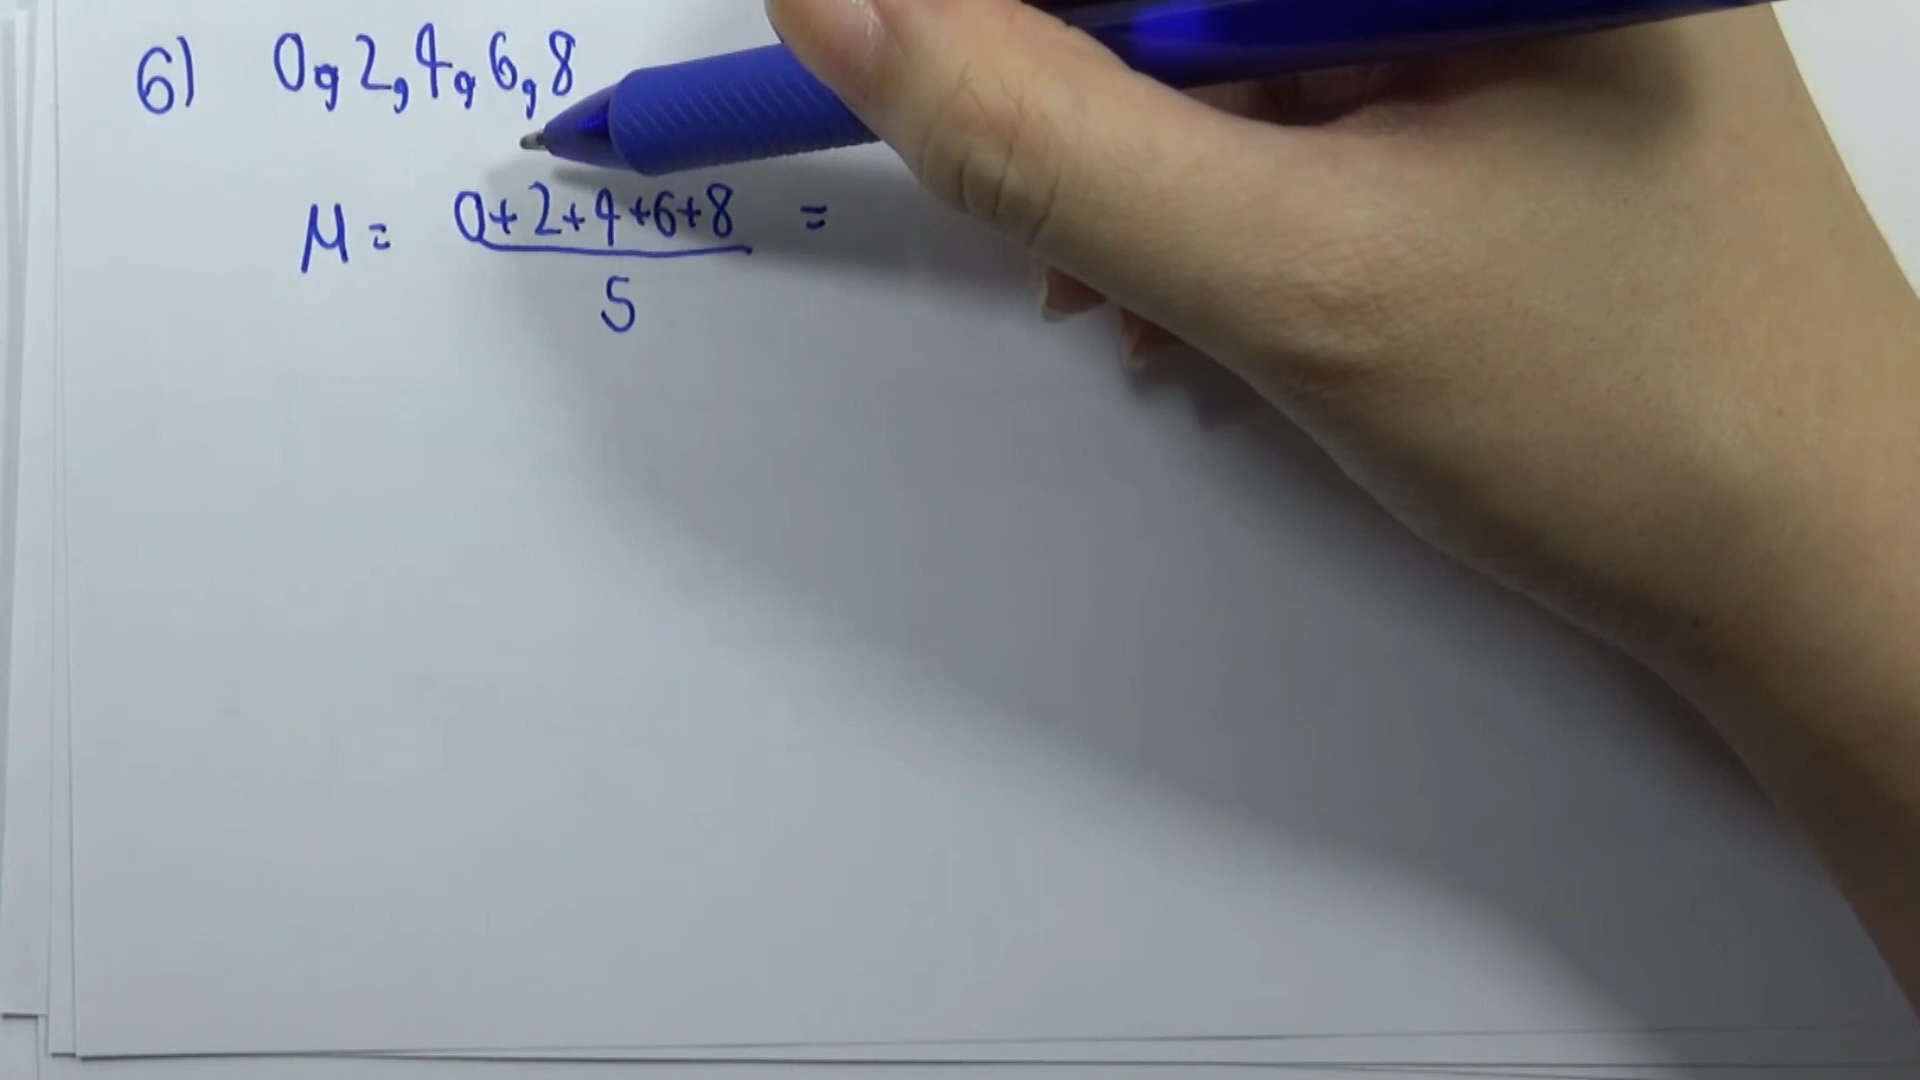 6) 0, 2, 4, 6, 8
μ = 0+2+4+6+8 =
5